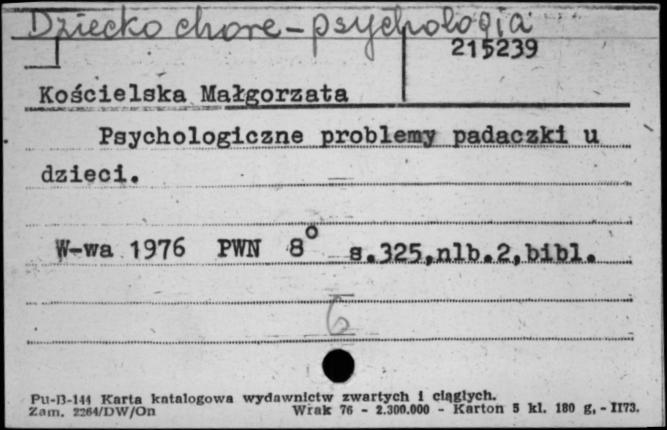 Dziecko chore - psychologia
215239
Kościelska Małgorzata
Psychologiczne problemy padaczki u
dzieci.
W-wa 1976 PWN 8° s.325,nlb.2,bibl.
6
Pu-B-144 Karta katalogowa wydawnictw zwartych i ciągłych.
Zam. 2264/DW/On Wrak 76 - 2.300.000 - Karton 5 kl. 180 g, - II73.